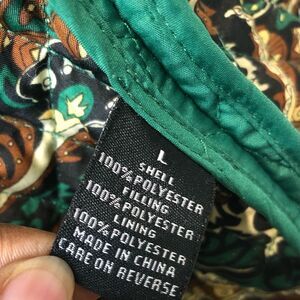 L
SHELL
100% POLYESTER
FILLING
100% POLYESTER
LINING
100% POLYESTER
MADE IN CHINA
CARE ON REVERSE